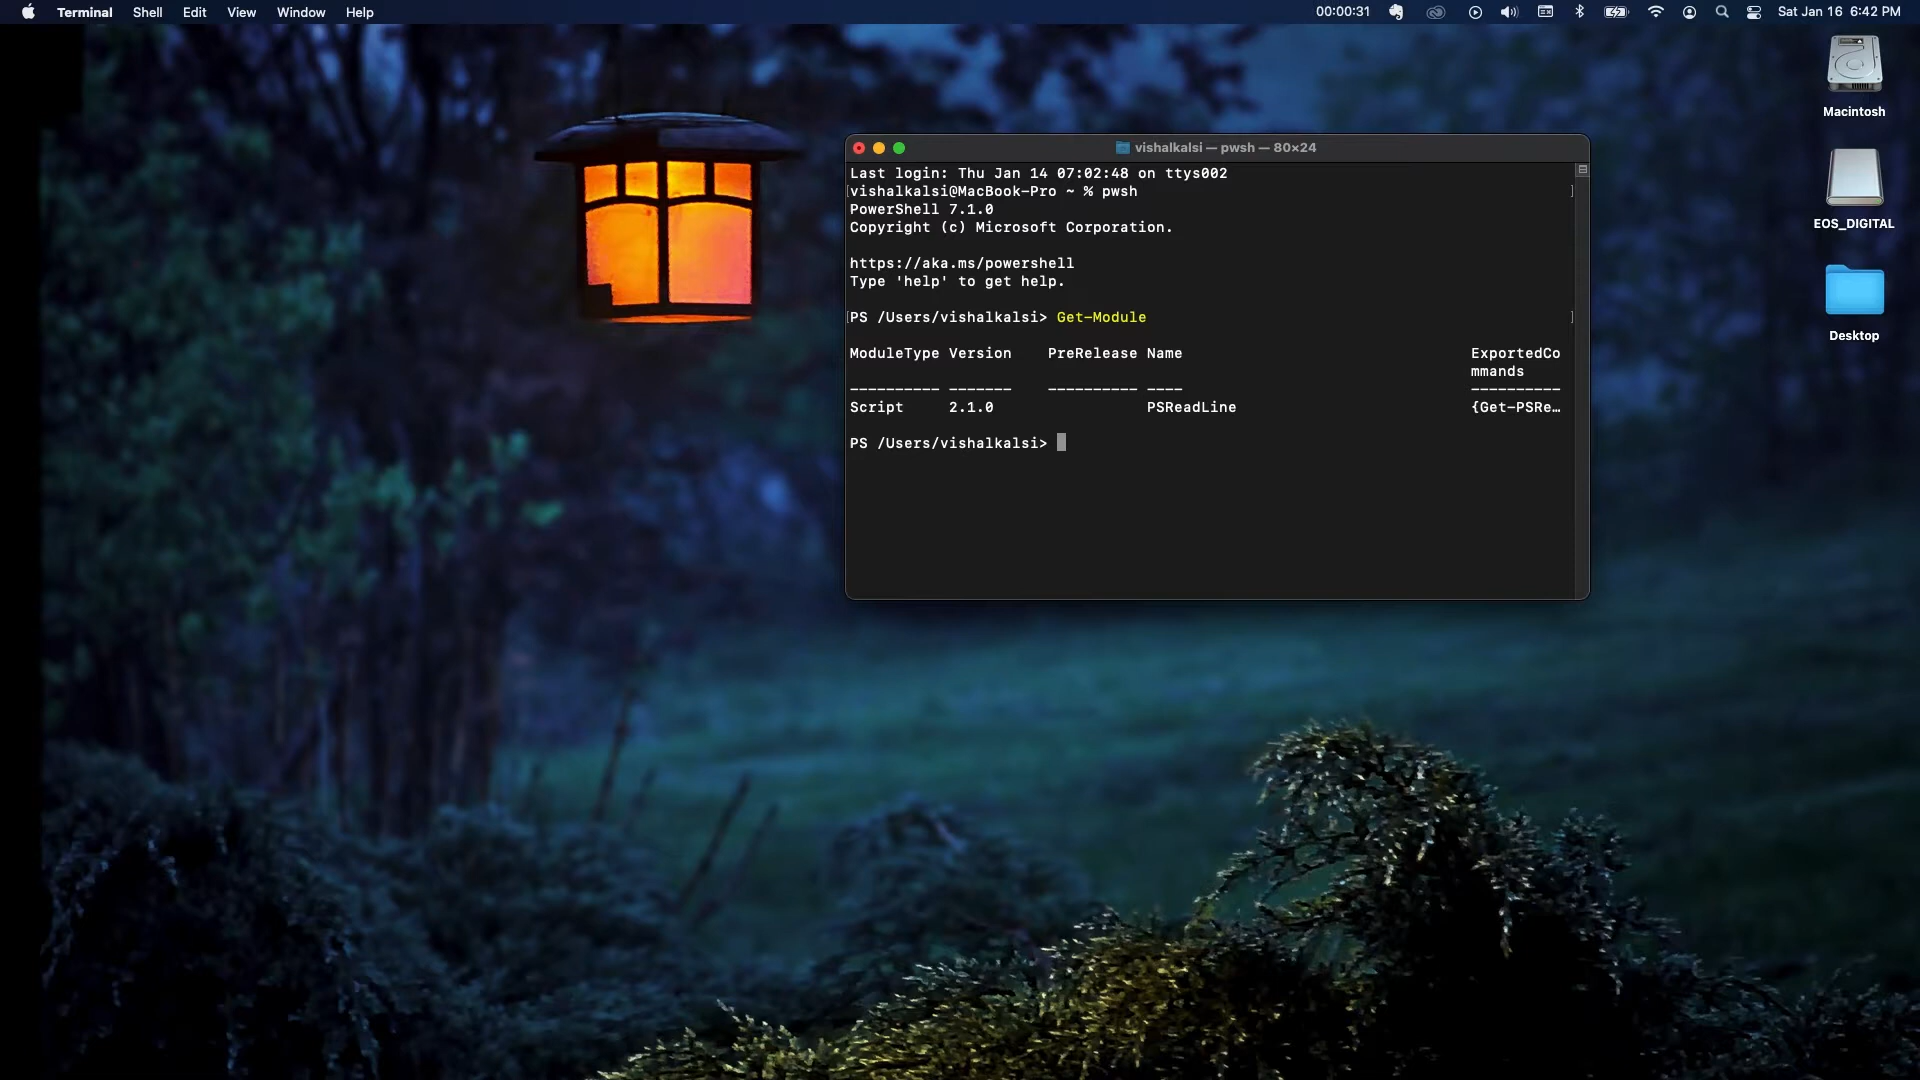 Terminal Shell Edit View Window Help 00:00:31 Sat Jan 16 6:42 PM
Macintosh
EOS_DIGITAL
Desktop
vishalkalsi — pwsh — 80×24
Last login: Thu Jan 14 07:02:48 on ttys002
[vishalkalsi@MacBook-Pro ~ % pwsh ]
PowerShell 7.1.0
Copyright (c) Microsoft Corporation.
https://aka.ms/powershell
Type 'help' to get help.
[PS /Users/vishalkalsi> Get-Module ]
ModuleType Version PreRelease Name ExportedCo
mmands
---------- ------- ---------- ---- ----------
Script 2.1.0 PSReadLine {Get-PSRe…
PS /Users/vishalkalsi>